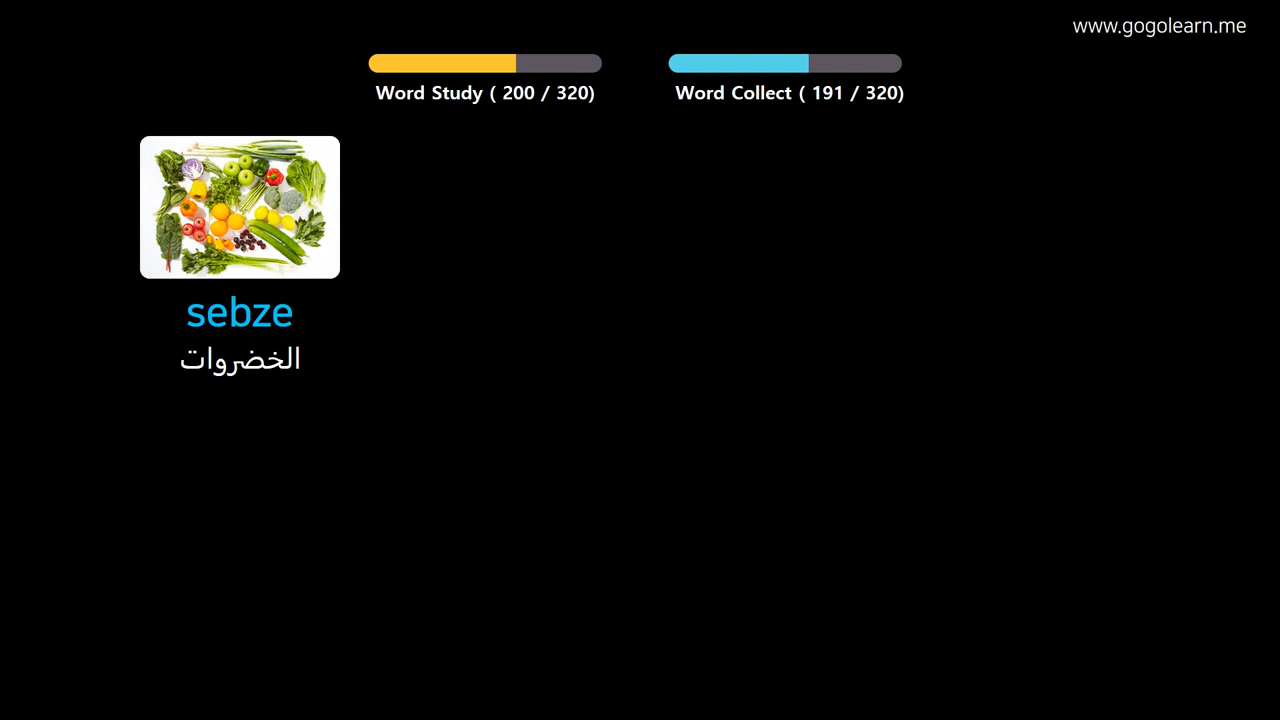 www.gogolearn.me
Word Study ( 200 / 320)
Word Collect ( 191 / 320)
sebze
الخضروات